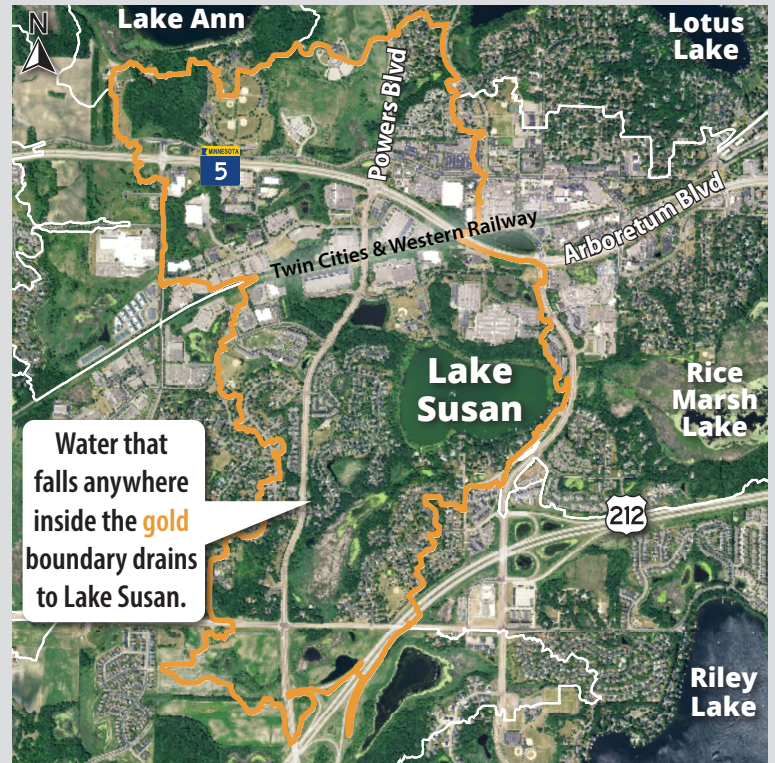 N
Lake Ann
Lotus
Lake
Powers Blvd
MINNESOTA
5
Twin Cities & Western Railway
Arboretum Blvd
Lake
Susan
Rice
Marsh
Lake
Water that
falls anywhere
inside the gold
boundary drains
to Lake Susan.
212
Riley
Lake